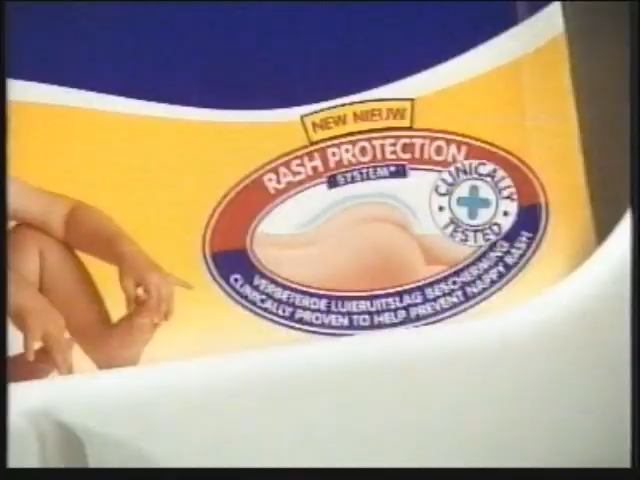 NEW NIEUW
RASH PROTECTION
SYSTEM*
CLINICALLY
TESTED
VERBETERDE LUIERUITSLAG BESCHERMING
CLINICALLY PROVEN TO HELP PREVENT NAPPY RASH